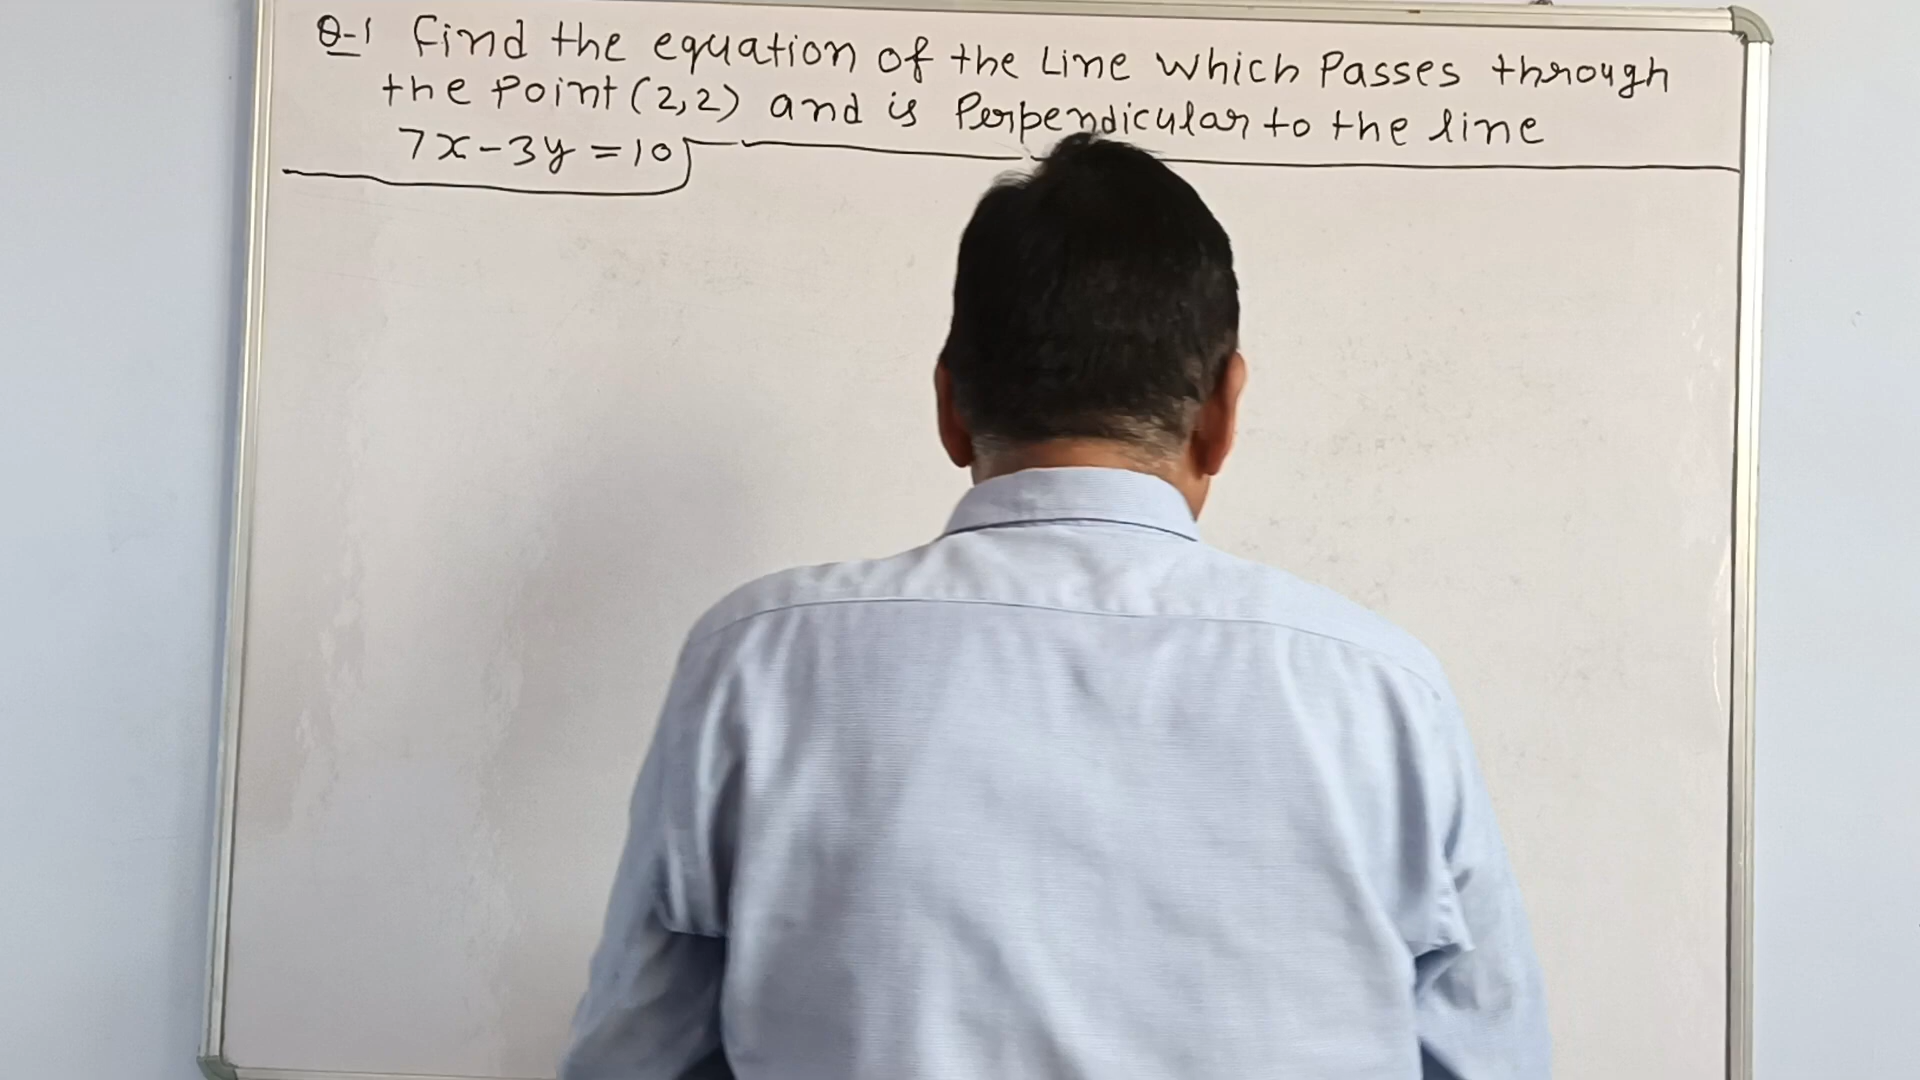 Q-1 Find the equation of the Line which Passes through
the Point (2,2) and is Perpendicular to the line
7x-3y=10